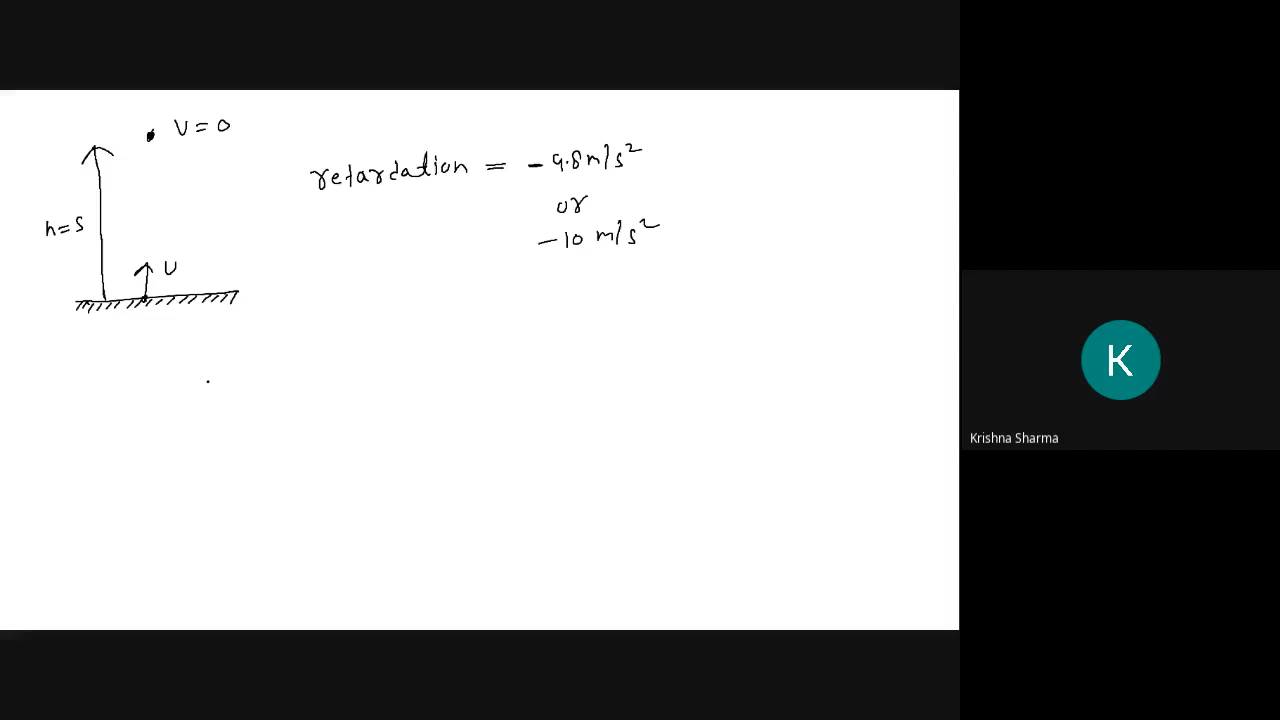 V = 0
retardation = - 9.8 m/s²
or
- 10 m/s²
h = S
U
K
Krishna Sharma